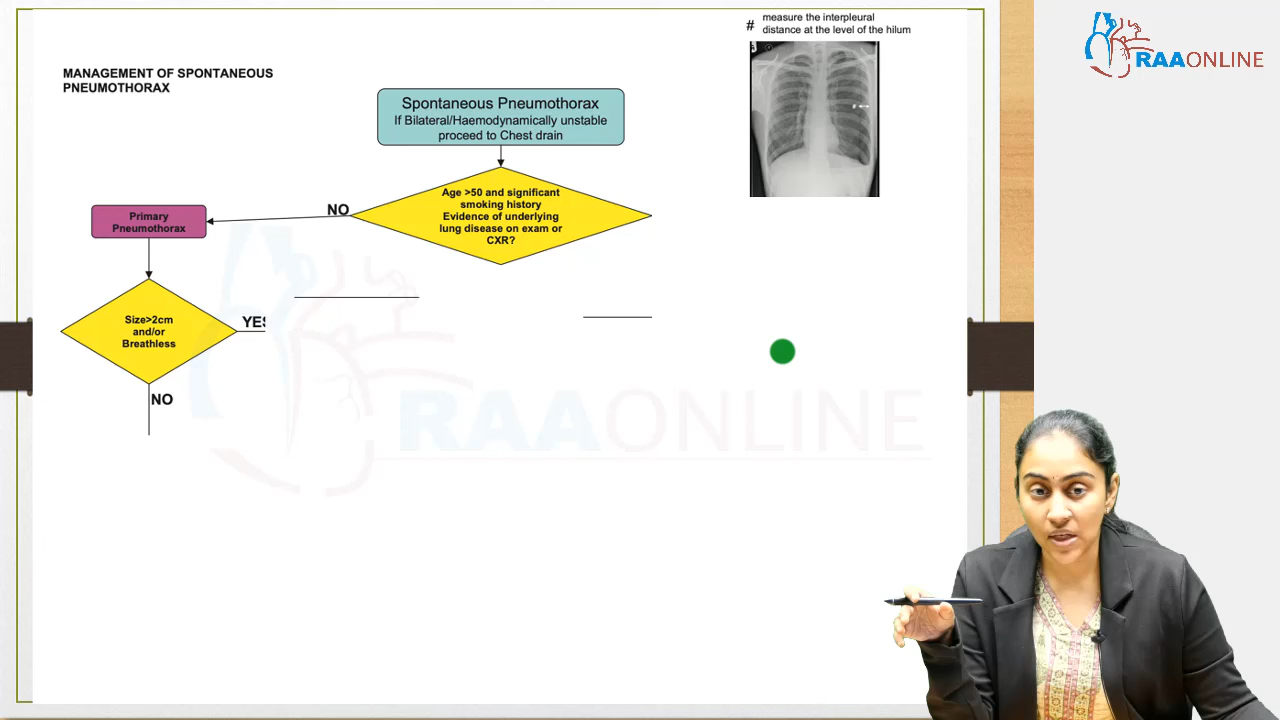 #
measure the interpleural
distance at the level of the hilum
RAAONLINE
MANAGEMENT OF SPONTANEOUS
PNEUMOTHORAX
Spontaneous Pneumothorax
If Bilateral/Haemodynamically unstable
proceed to Chest drain
Age >50 and significant
smoking history
Evidence of underlying
lung disease on exam or
CXR?
NO
Primary
Pneumothorax
Size>2cm
and/or
Breathless
YES
NO
RAAONLINE